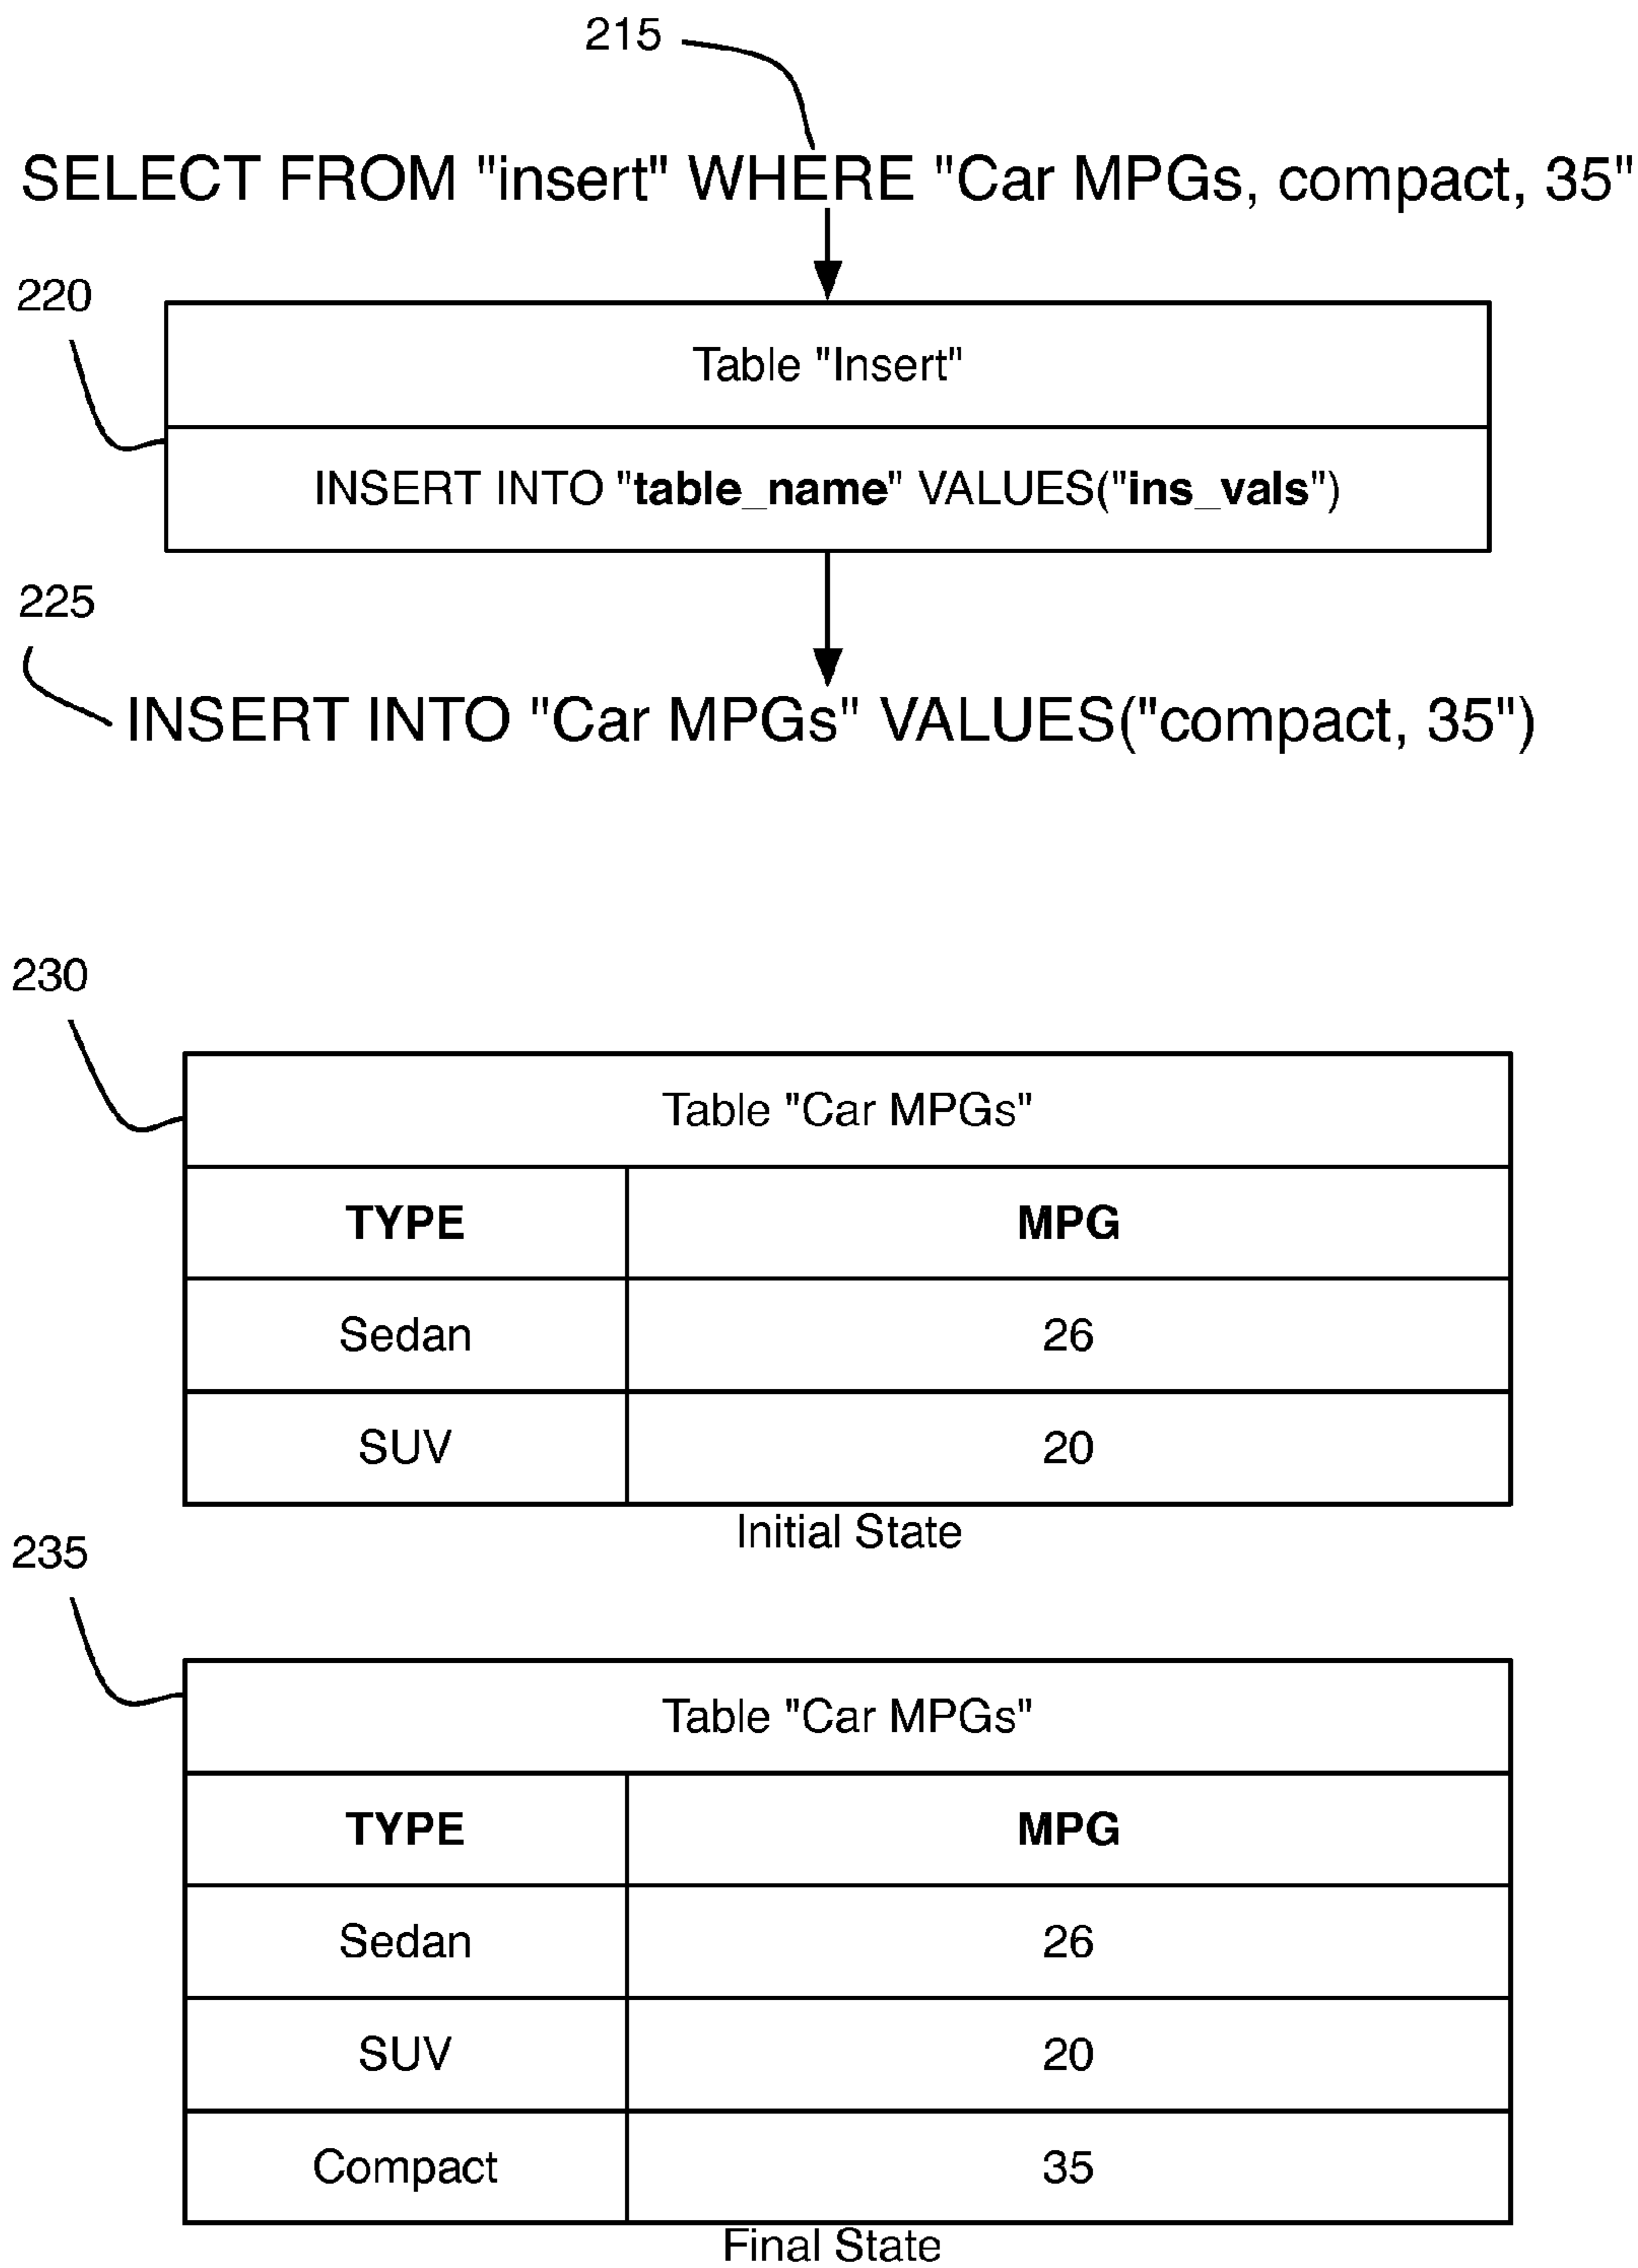 215
SELECT FROM "insert" WHERE "Car MPGs, compact, 35"
220
Table "Insert"
INSERT INTO "table_name" VALUES("ins_vals")
225
INSERT INTO "Car MPGs" VALUES("compact, 35")
230
Table "Car MPGs"
TYPE MPG
Sedan 26
SUV 20
Initial State
235
Table "Car MPGs"
TYPE MPG
Sedan 26
SUV 20
Compact 35
Final State